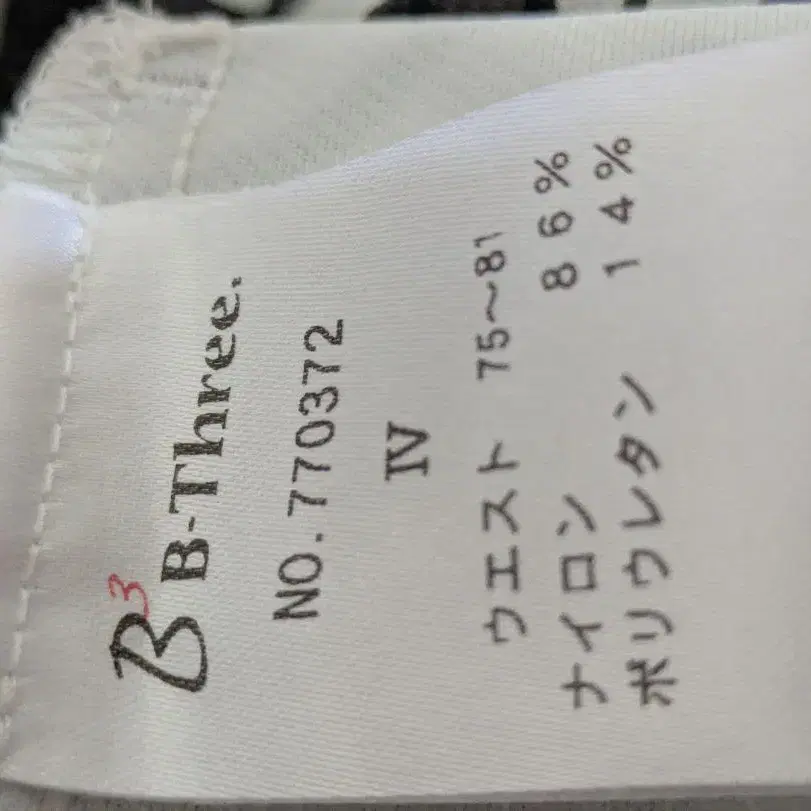 B3 B-Three.
NO.770372
IV
ウエスト 75～81
ナイロン 86%
ポリウレタン 14%